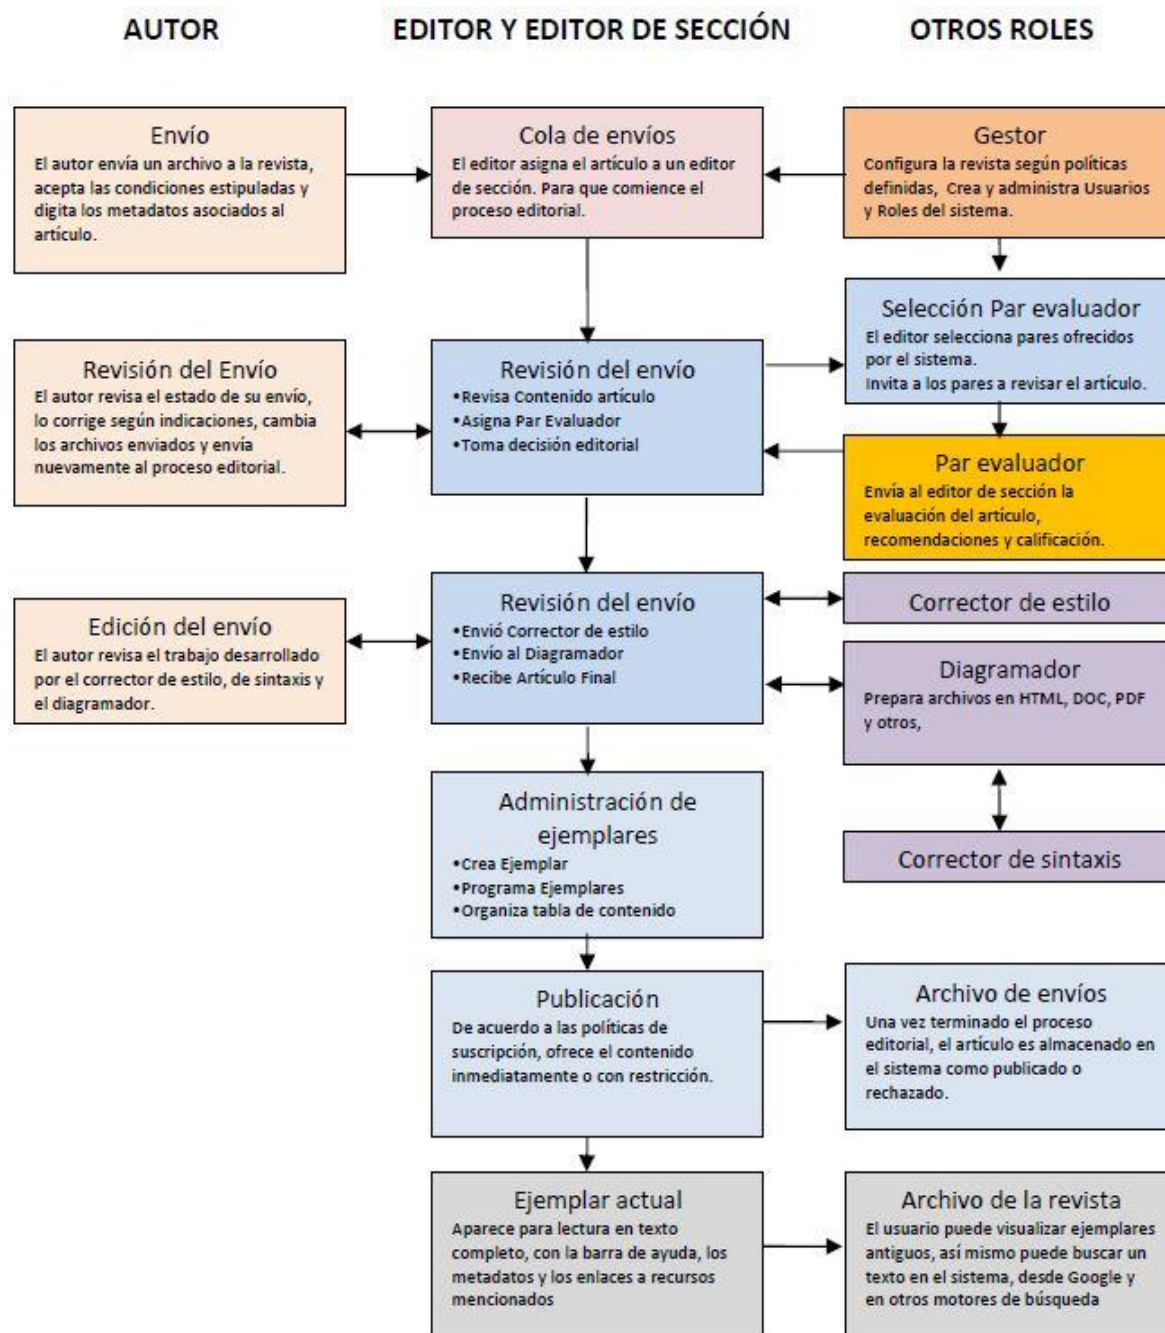 AUTOR
EDITOR Y EDITOR DE SECCIÓN
OTROS ROLES
Envío
El autor envía un archivo a la revista,
acepta las condiciones estipuladas y
digita los metadatos asociados al
artículo.
Cola de envíos
El editor asigna el artículo a un editor
de sección. Para que comience el
proceso editorial.
Gestor
Configura la revista según políticas
definidas, Crea y administra Usuarios
y Roles del sistema.
Selección Par evaluador
El editor selecciona pares ofrecidos
por el sistema.
Invita a los pares a revisar el artículo.
Revisión del Envío
El autor revisa el estado de su envío,
lo corrige según indicaciones, cambia
los archivos enviados y envía
nuevamente al proceso editorial.
Revisión del envío
•Revisa Contenido artículo
•Asigna Par Evaluador
•Toma decisión editorial
Par evaluador
Envía al editor de sección la
evaluación del artículo,
recomendaciones y calificación.
Edición del envío
El autor revisa el trabajo desarrollado
por el corrector de estilo, de sintaxis y
el diagramador.
Revisión del envío
•Envió Corrector de estilo
•Envío al Diagramador
•Recibe Artículo Final
Corrector de estilo
Diagramador
Prepara archivos en HTML, DOC, PDF
y otros,
Corrector de sintaxis
Administración de
ejemplares
•Crea Ejemplar
•Programa Ejemplares
•Organiza tabla de contenido
Publicación
De acuerdo a las políticas de
suscripción, ofrece el contenido
inmediatamente o con restricción.
Archivo de envíos
Una vez terminado el proceso
editorial, el artículo es almacenado en
el sistema como publicado o
rechazado.
Ejemplar actual
Aparece para lectura en texto
completo, con la barra de ayuda, los
metadatos y los enlaces a recursos
mencionados
Archivo de la revista
El usuario puede visualizar ejemplares
antiguos, así mismo puede buscar un
texto en el sistema, desde Google y
en otros motores de búsqueda